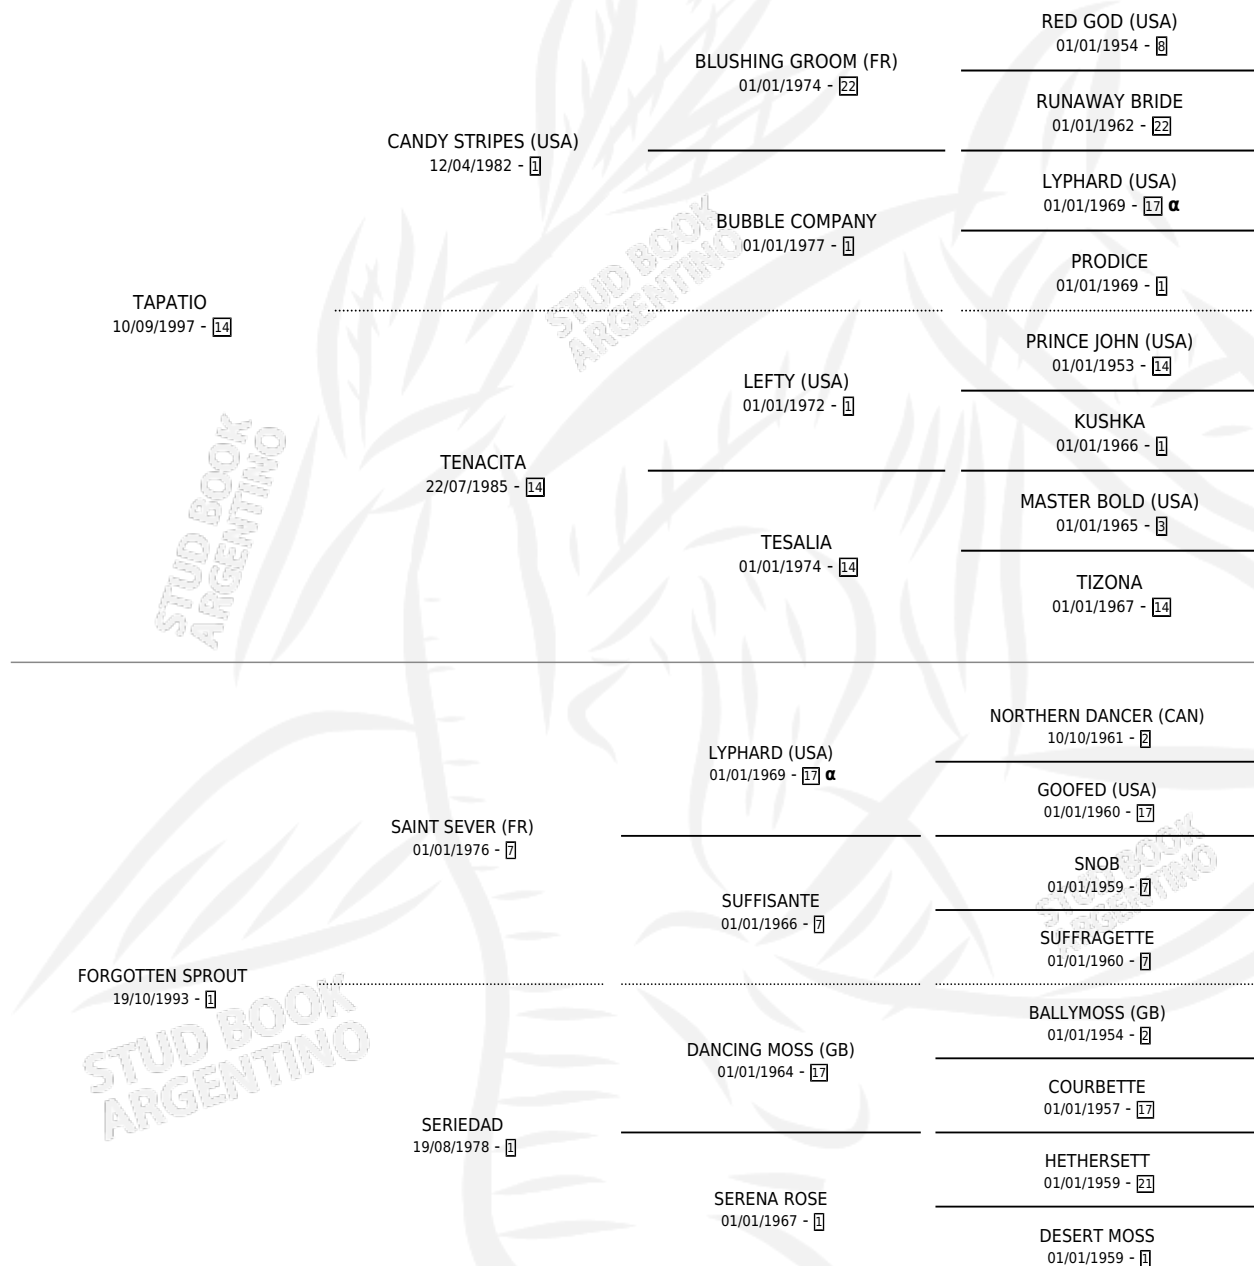 RED GOD (USA)
01/01/1954 - 8
BLUSHING GROOM (FR)
01/01/1974 - 22
RUNAWAY BRIDE
01/01/1962 - 22
CANDY STRIPES (USA)
12/04/1982 - 1
LYPHARD (USA)
01/01/1969 - 17 α
BUBBLE COMPANY
01/01/1977 - 1
PRODICE
01/01/1969 - 1
TAPATIO
10/09/1997 - 14
PRINCE JOHN (USA)
01/01/1953 - 14
LEFTY (USA)
01/01/1972 - 1
KUSHKA
01/01/1966 - 1
TENACITA
22/07/1985 - 14
MASTER BOLD (USA)
01/01/1965 - 3
TESALIA
01/01/1974 - 14
TIZONA
01/01/1967 - 14
NORTHERN DANCER (CAN)
10/10/1961 - 2
LYPHARD (USA)
01/01/1969 - 17 α
GOOFED (USA)
01/01/1960 - 17
SAINT SEVER (FR)
01/01/1976 - 7
SNOB
01/01/1959 - 7
SUFFISANTE
01/01/1966 - 7
SUFFRAGETTE
01/01/1960 - 7
FORGOTTEN SPROUT
19/10/1993 - 1
BALLYMOSS (GB)
01/01/1954 - 2
DANCING MOSS (GB)
01/01/1964 - 17
COURBETTE
01/01/1957 - 17
SERIEDAD
19/08/1978 - 1
HETHERSETT
01/01/1959 - 21
SERENA ROSE
01/01/1967 - 1
DESERT MOSS
01/01/1959 - 1
STUD BOOK
ARGENTINO
STUD BOOK
ARGENTINO
STUD BOOK
ARGENTINO
STUD BOOK
ARGENTINO